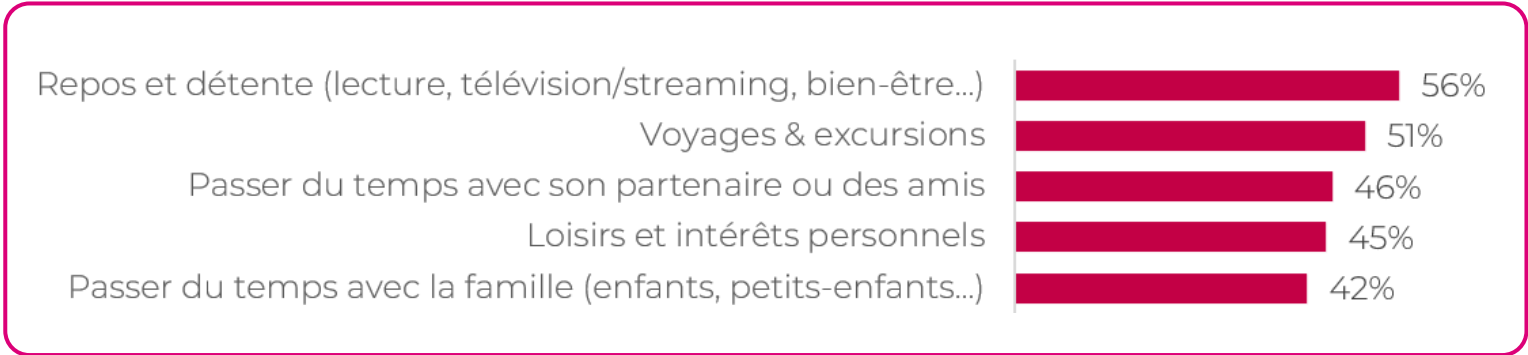 Repos et détente (lecture, télévision/streaming, bien-être...) 56%
Voyages & excursions 51%
Passer du temps avec son partenaire ou des amis 46%
Loisirs et intérêts personnels 45%
Passer du temps avec la famille (enfants, petits-enfants...) 42%